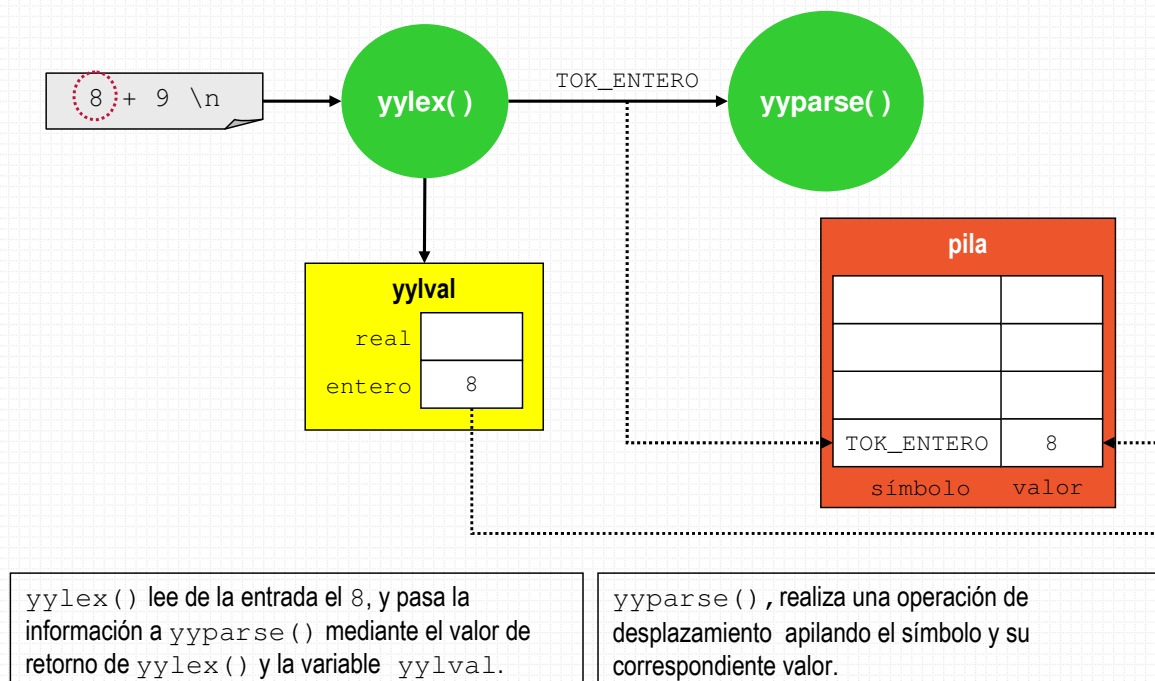 8 + 9 \n
yylex( )
TOK_ENTERO
yyparse( )
yylval
real
entero 8
pila
TOK_ENTERO 8
símbolo valor
yylex() lee de la entrada el 8, y pasa la
información a yyparse() mediante el valor de
retorno de yylex() y la variable yylval.
yyparse(), realiza una operación de
desplazamiento apilando el símbolo y su
correspondiente valor.